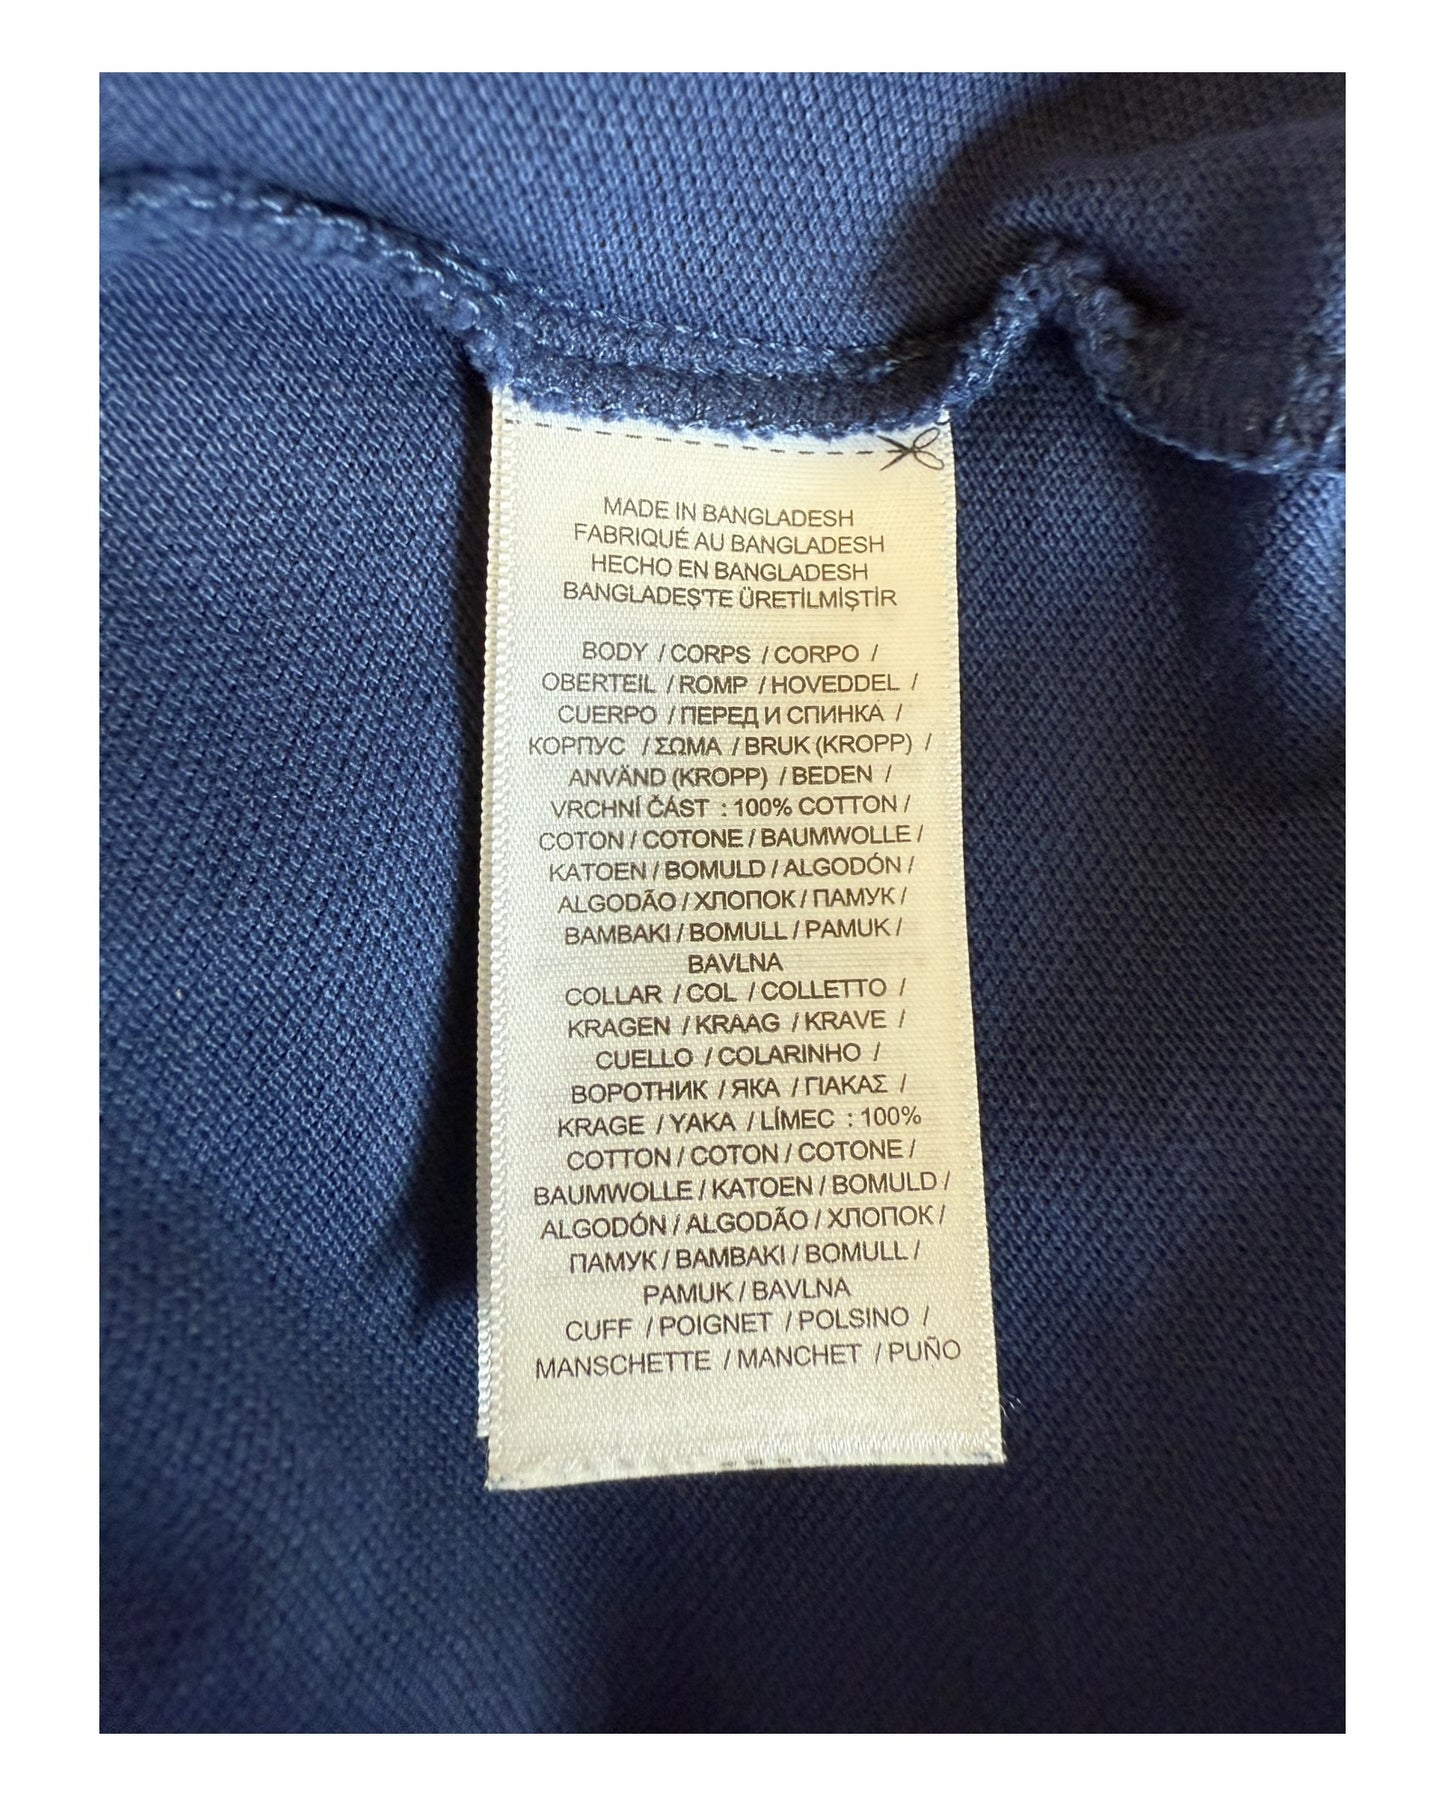 MADE IN BANGLADESH
FABRIQUÉ AU BANGLADESH
HECHO EN BANGLADESH
BANGLADEŞ'TE ÜRETİLMİŞTİR
BODY / CORPS / CORPO /
OBERTEIL / ROMP / HOVEDDEL /
CUERPO / ПЕРЕД И СПИНКА /
КОРПУС / ΣΩΜΑ / BRUK (KROPP) /
ANVÄND (KROPP) / BEDEN /
VRCHNÍ ČÁST : 100% COTTON /
COTON / COTONE / BAUMWOLLE /
KATOEN / BOMULD / ALGODÓN /
ALGODÃO / ХЛОПОК / ПАМУК /
BAMBAKI / BOMULL / PAMUK /
BAVLNA
COLLAR / COL / COLLETTO /
KRAGEN / KRAAG / KRAVE /
CUELLO / COLARINHO /
ВОРОТНИК / ЯКА / ΓΙΑΚΑΣ /
KRAGE / YAKA / LÍMEC : 100%
COTTON / COTON / COTONE /
BAUMWOLLE / KATOEN / BOMULD /
ALGODÓN / ALGODÃO / ХЛОПОК /
ПАМУК / BAMBAKI / BOMULL /
PAMUK / BAVLNA
CUFF / POIGNET / POLSINO /
MANSCHETTE / MANCHET / PUÑO